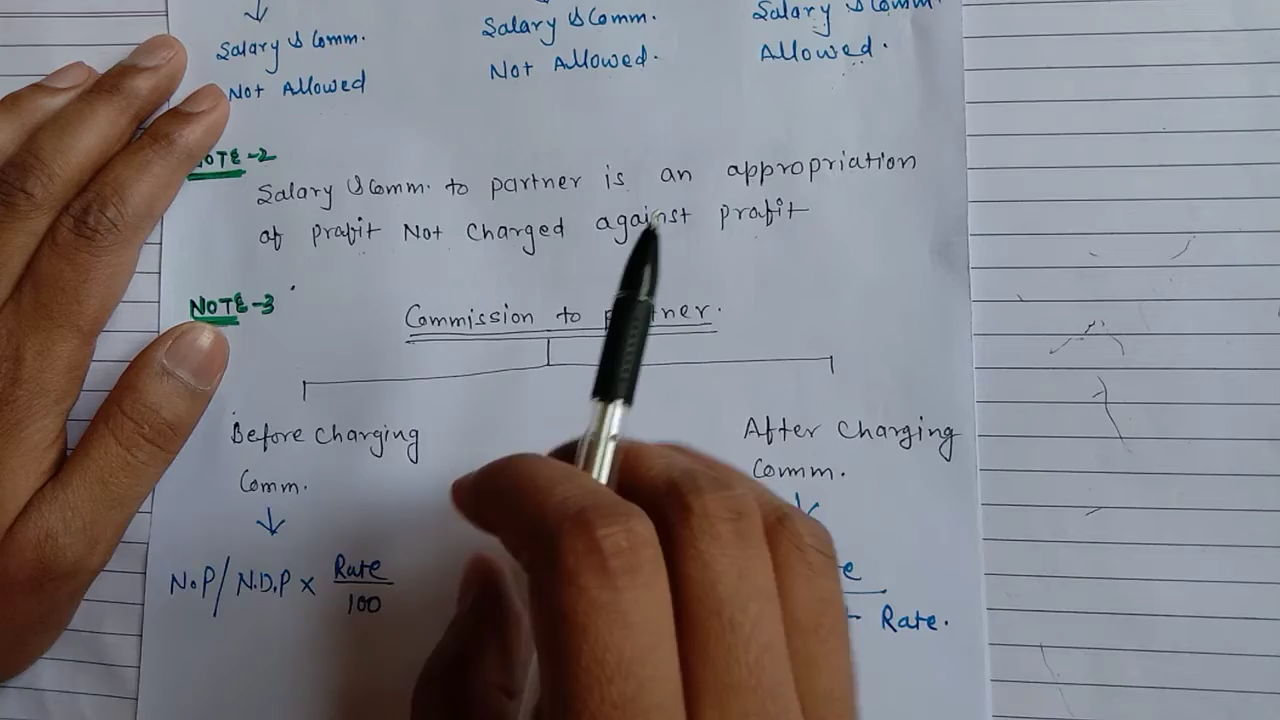 Salary & Comm.
Not Allowed
Salary & Comm.
Not Allowed.
Salary & Comm.
Allowed.
NOTE-2
Salary & Comm. to partner is an appropriation
of profit Not Charged against profit
NOTE-3
Commission to
Before Charging
Comm.
N.P/N.D.P × Rate/100
After Charging
Comm.
Rate.